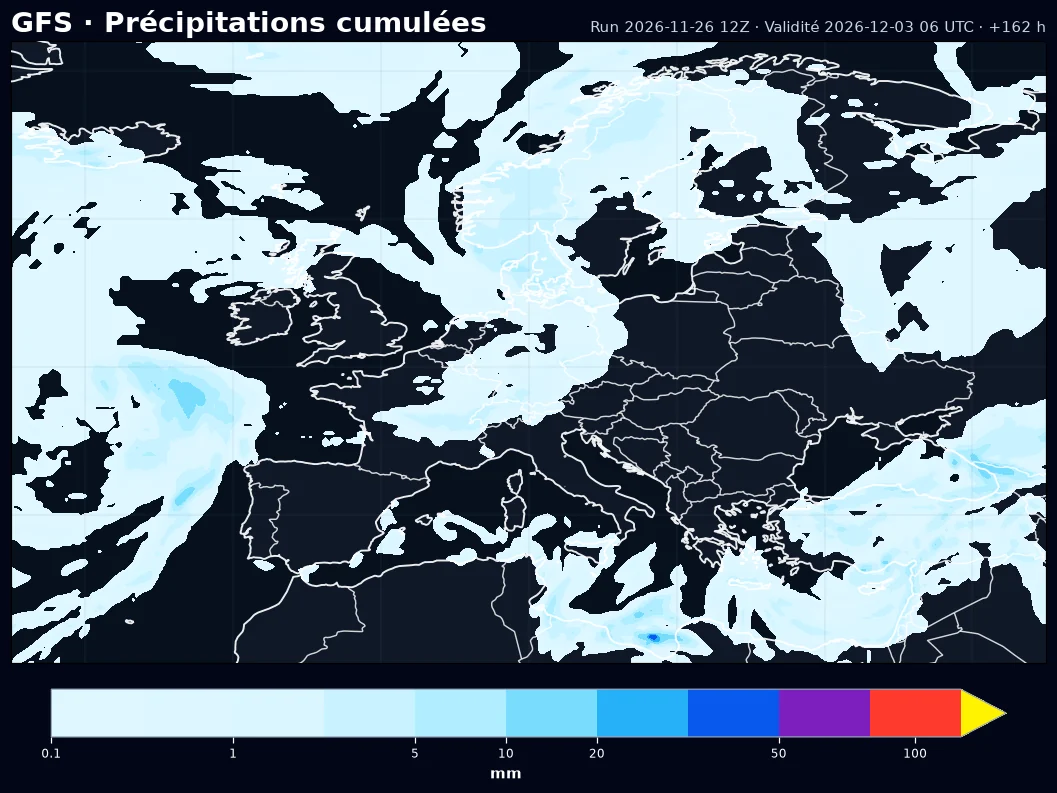 GFS · Précipitations cumulées
Run 2026-11-26 12Z · Validité 2026-12-03 06 UTC · +162 h
0.1 1 5 10 20 50 100
mm